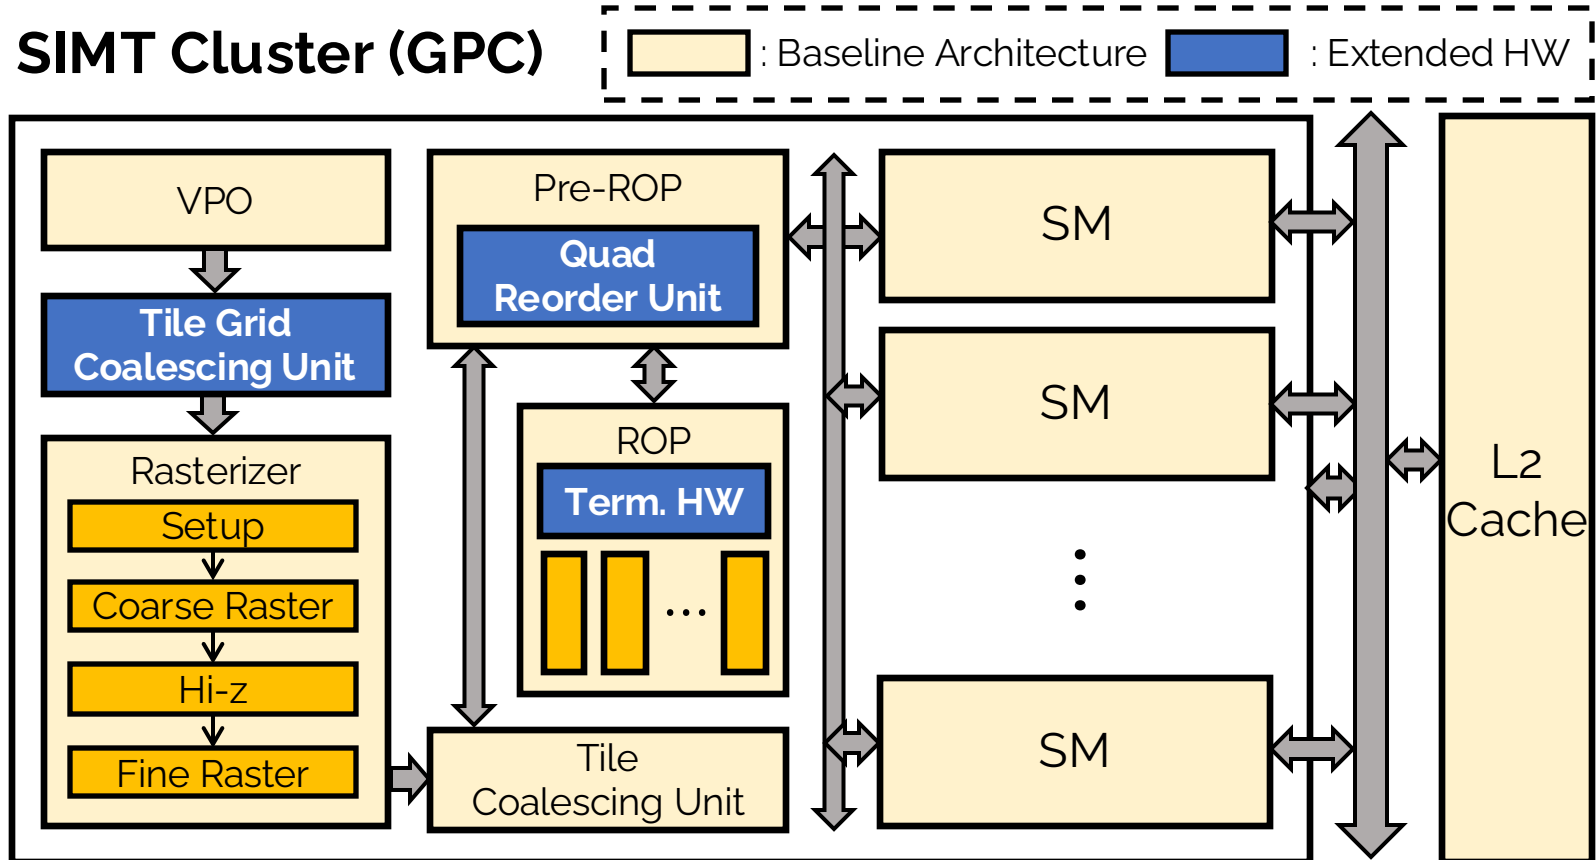 SIMT Cluster (GPC)
: Baseline Architecture
: Extended HW
VPO
Tile Grid
Coalescing Unit
Rasterizer
Setup
Coarse Raster
Hi-z
Fine Raster
Pre-ROP
Quad
Reorder Unit
ROP
Term. HW
...
Tile
Coalescing Unit
SM
SM
⋮
SM
L2
Cache